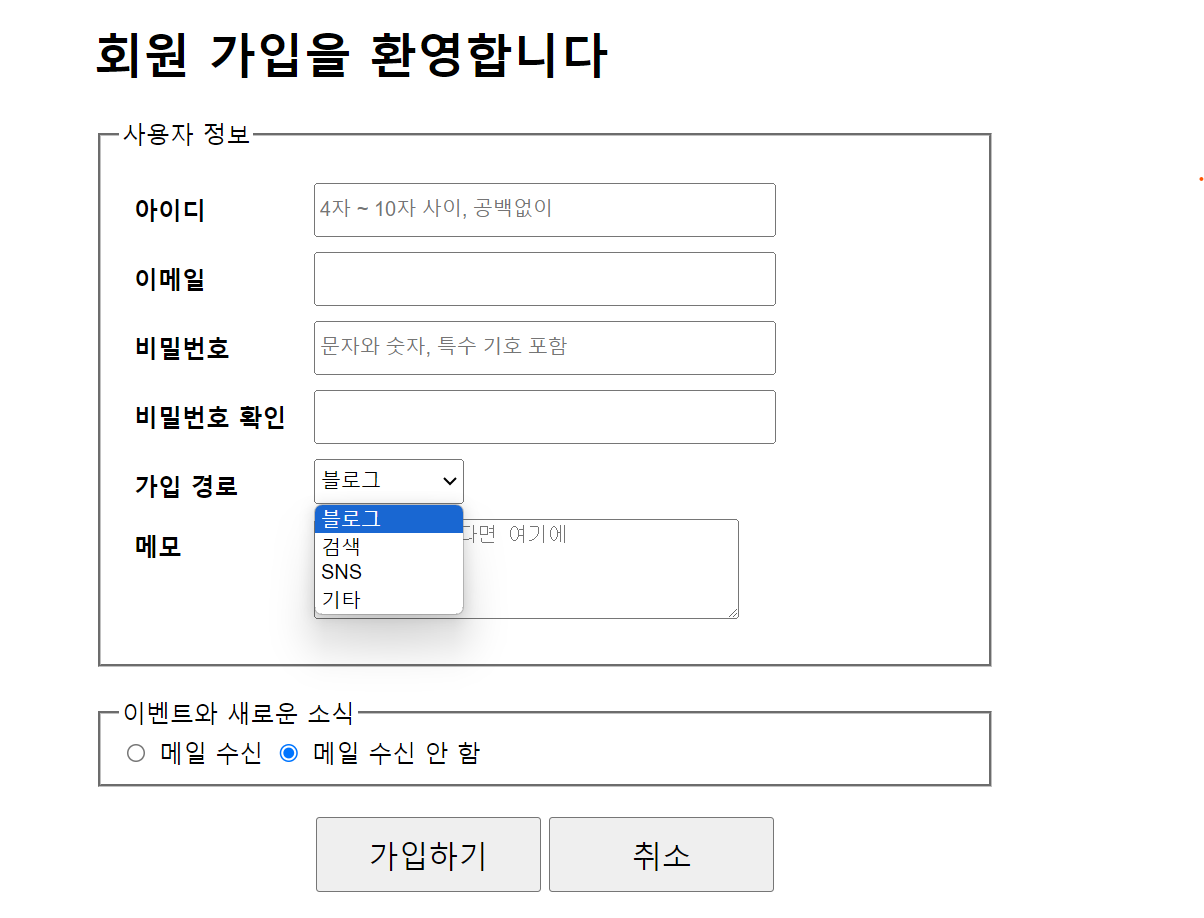 회원 가입을 환영합니다
사용자 정보
아이디
4자 ~ 10자 사이, 공백없이
이메일
비밀번호
문자와 숫자, 특수 기호 포함
비밀번호 확인
가입 경로
블로그
블로그
검색
SNS
기타
메모
여기에
이벤트와 새로운 소식
메일 수신 메일 수신 안 함
가입하기 취소